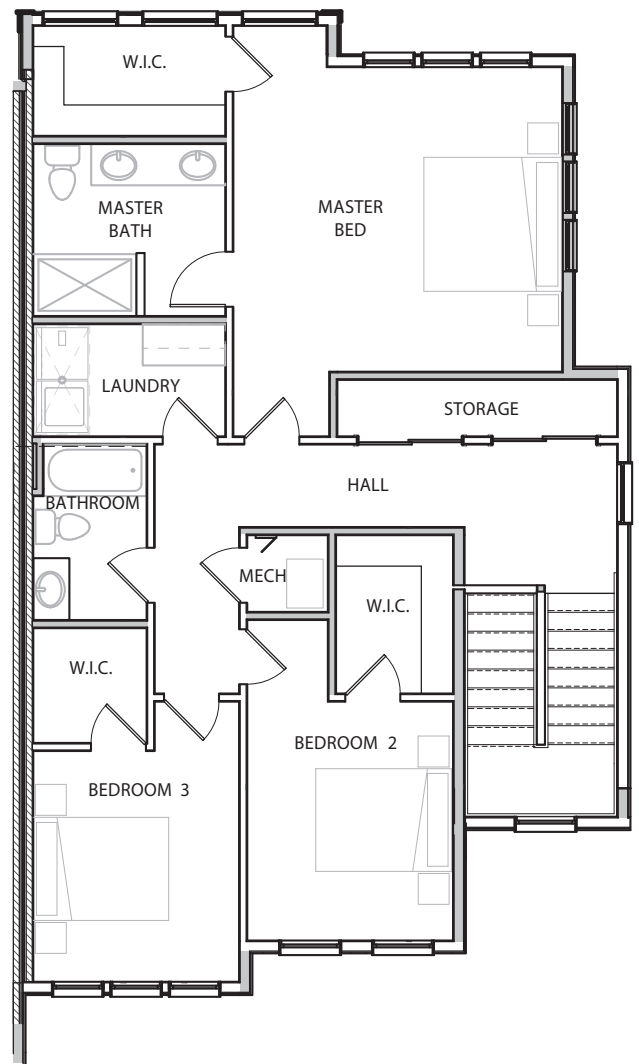 W.I.C.
MASTER
BATH
MASTER
BED
LAUNDRY
STORAGE
HALL
BATHROOM
MECH
W.I.C.
W.I.C.
BEDROOM 2
BEDROOM 3